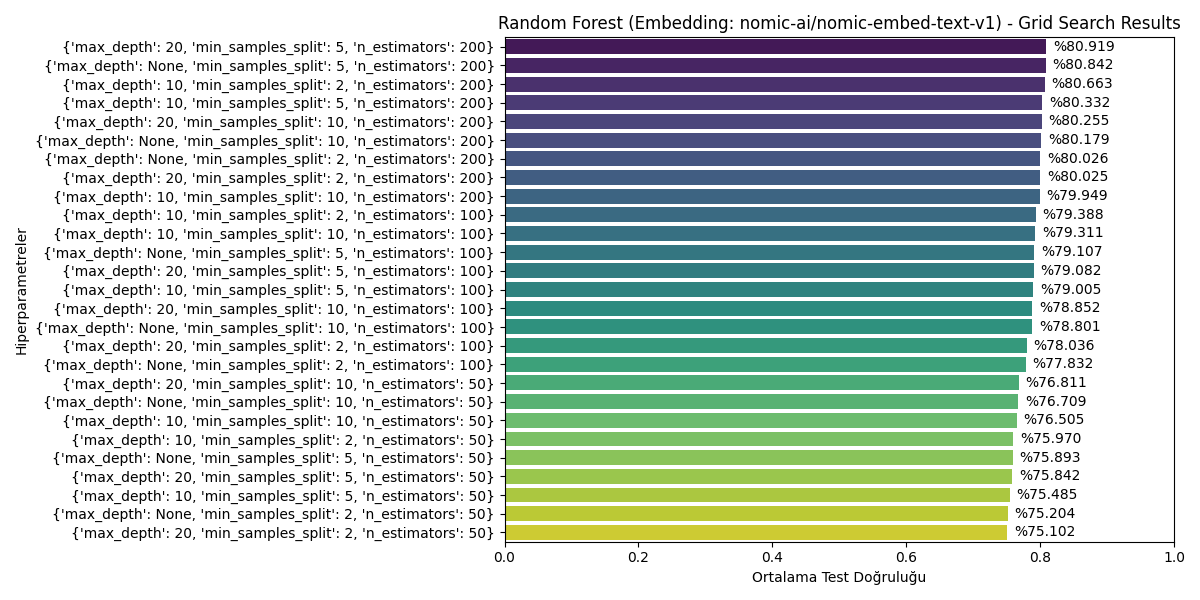 Random Forest (Embedding: nomic-ai/nomic-embed-text-v1) - Grid Search Results
{'max_depth': 20, 'min_samples_split': 5, 'n_estimators': 200} %80.919
{'max_depth': None, 'min_samples_split': 5, 'n_estimators': 200} %80.842
{'max_depth': 10, 'min_samples_split': 2, 'n_estimators': 200} %80.663
{'max_depth': 10, 'min_samples_split': 5, 'n_estimators': 200} %80.332
{'max_depth': 20, 'min_samples_split': 10, 'n_estimators': 200} %80.255
{'max_depth': None, 'min_samples_split': 10, 'n_estimators': 200} %80.179
{'max_depth': None, 'min_samples_split': 2, 'n_estimators': 200} %80.026
{'max_depth': 20, 'min_samples_split': 2, 'n_estimators': 200} %80.025
{'max_depth': 10, 'min_samples_split': 10, 'n_estimators': 200} %79.949
{'max_depth': 10, 'min_samples_split': 2, 'n_estimators': 100} %79.388
{'max_depth': 10, 'min_samples_split': 10, 'n_estimators': 100} %79.311
{'max_depth': None, 'min_samples_split': 5, 'n_estimators': 100} %79.107
{'max_depth': 20, 'min_samples_split': 5, 'n_estimators': 100} %79.082
{'max_depth': 10, 'min_samples_split': 5, 'n_estimators': 100} %79.005
{'max_depth': 20, 'min_samples_split': 10, 'n_estimators': 100} %78.852
{'max_depth': None, 'min_samples_split': 10, 'n_estimators': 100} %78.801
{'max_depth': 20, 'min_samples_split': 2, 'n_estimators': 100} %78.036
{'max_depth': None, 'min_samples_split': 2, 'n_estimators': 100} %77.832
{'max_depth': 20, 'min_samples_split': 10, 'n_estimators': 50} %76.811
{'max_depth': None, 'min_samples_split': 10, 'n_estimators': 50} %76.709
{'max_depth': 10, 'min_samples_split': 10, 'n_estimators': 50} %76.505
{'max_depth': 10, 'min_samples_split': 2, 'n_estimators': 50} %75.970
{'max_depth': None, 'min_samples_split': 5, 'n_estimators': 50} %75.893
{'max_depth': 20, 'min_samples_split': 5, 'n_estimators': 50} %75.842
{'max_depth': 10, 'min_samples_split': 5, 'n_estimators': 50} %75.485
{'max_depth': None, 'min_samples_split': 2, 'n_estimators': 50} %75.204
{'max_depth': 20, 'min_samples_split': 2, 'n_estimators': 50} %75.102
Hiperparametreler
0.0 0.2 0.4 0.6 0.8 1.0
Ortalama Test Doğruluğu